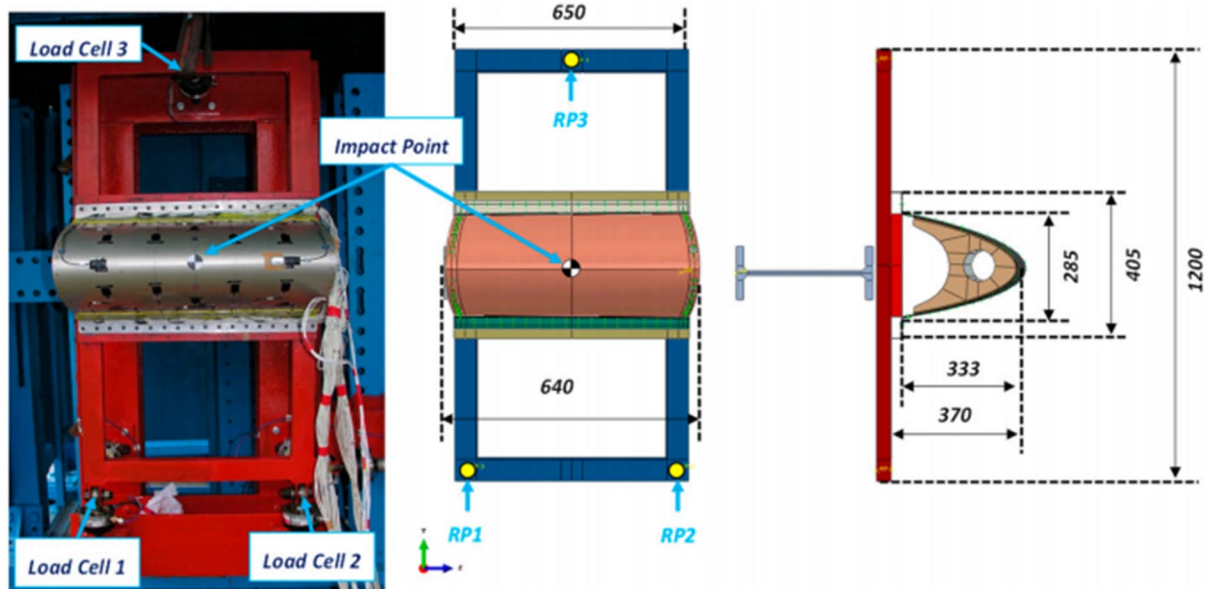 Load Cell 3
Impact Point
Load Cell 1
Load Cell 2
650
RP3
640
RP1
RP2
Y
Z
285
405
1200
333
370